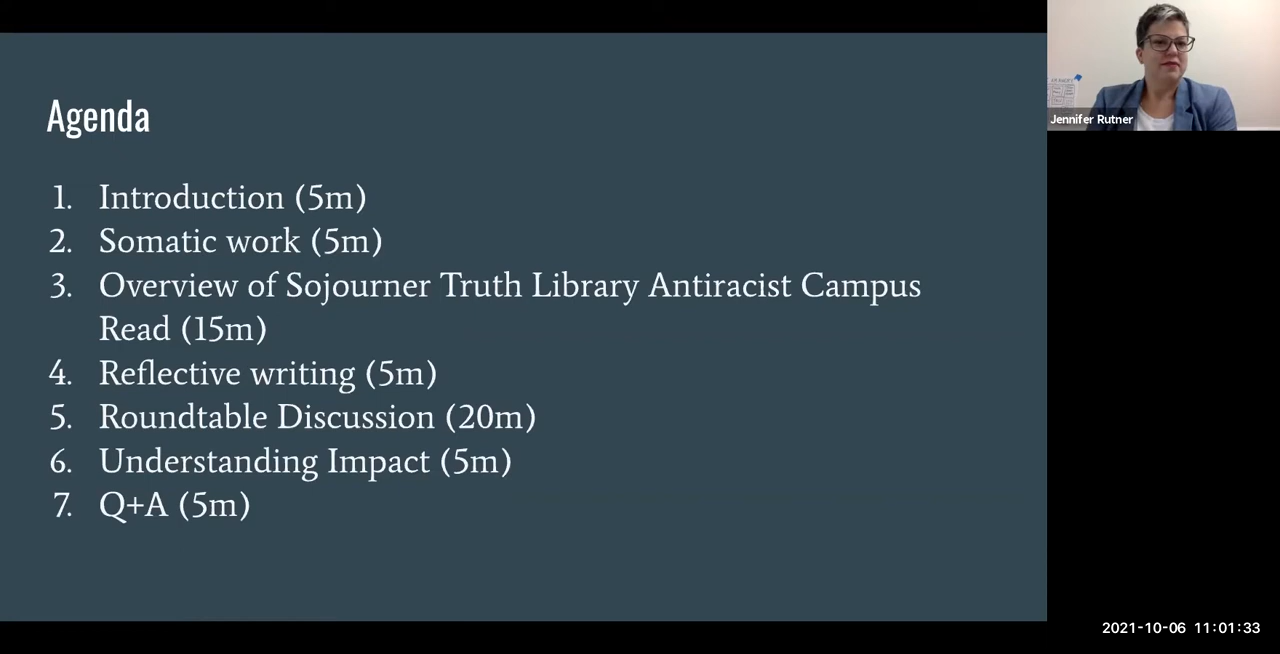 Agenda
1. Introduction (5m)
2. Somatic work (5m)
3. Overview of Sojourner Truth Library Antiracist Campus
Read (15m)
4. Reflective writing (5m)
5. Roundtable Discussion (20m)
6. Understanding Impact (5m)
7. Q+A (5m)
Jennifer Rutner
2021-10-06 11:01:33